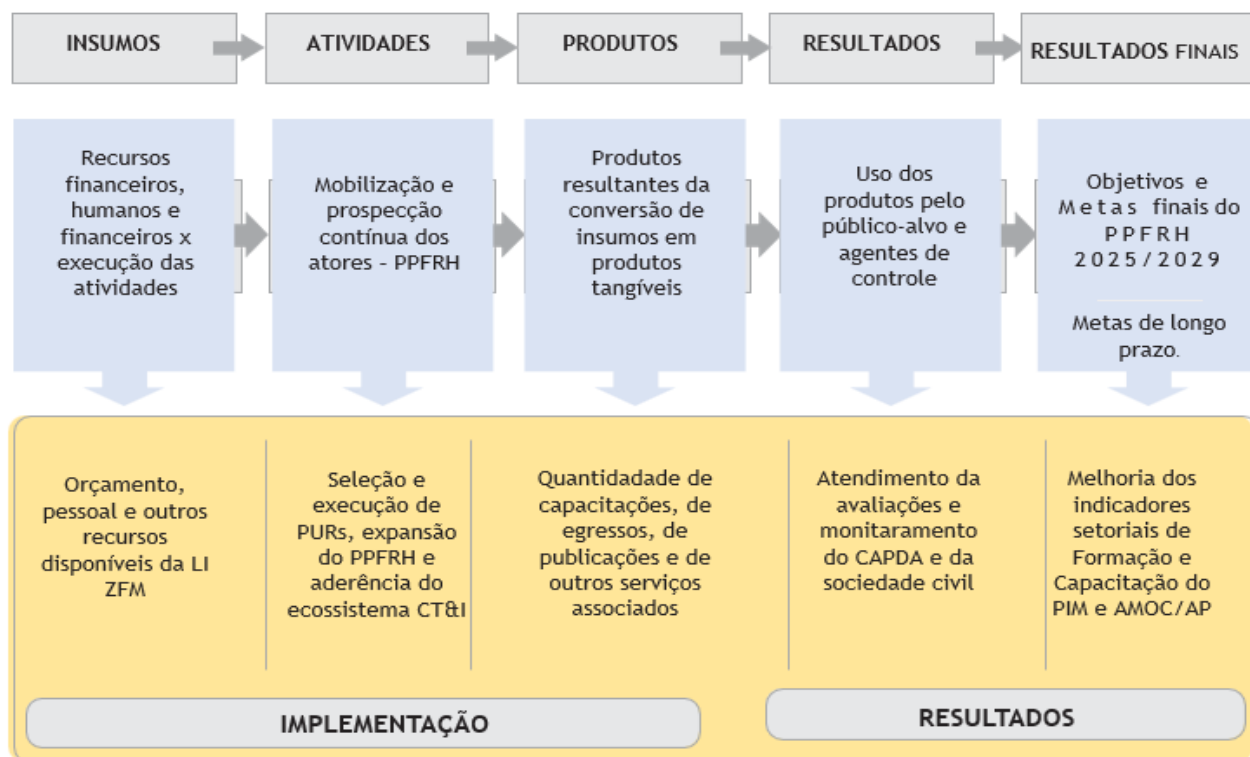 INSUMOS
ATIVIDADES
PRODUTOS
RESULTADOS
RESULTADOS FINAIS
Recursos
financeiros,
humanos e
financeiros x
execução das
atividades
Mobilização e
prospecção
contínua dos
atores - PPFRH
Produtos
resultantes da
conversão de
insumos em
produtos
tangíveis
Uso dos
produtos pelo
público-alvo e
agentes de
controle
Objetivos e
Metas finais do
PPFRH
2025/2029
Metas de longo
prazo.
Orçamento,
pessoal e outros
recursos
disponíveis da LI
ZFM
Seleção e
execução de
PURs, expansão
do PPFRH e
aderência do
ecossistema CT&I
Quantidadade de
capacitações, de
egressos, de
publicações e de
outros serviços
associados
Atendimento da
avaliações e
monitaramento
do CAPDA e da
sociedade civil
Melhoria dos
indicadores
setoriais de
Formação e
Capacitação do
PIM e AMOC/AP
IMPLEMENTAÇÃO
RESULTADOS